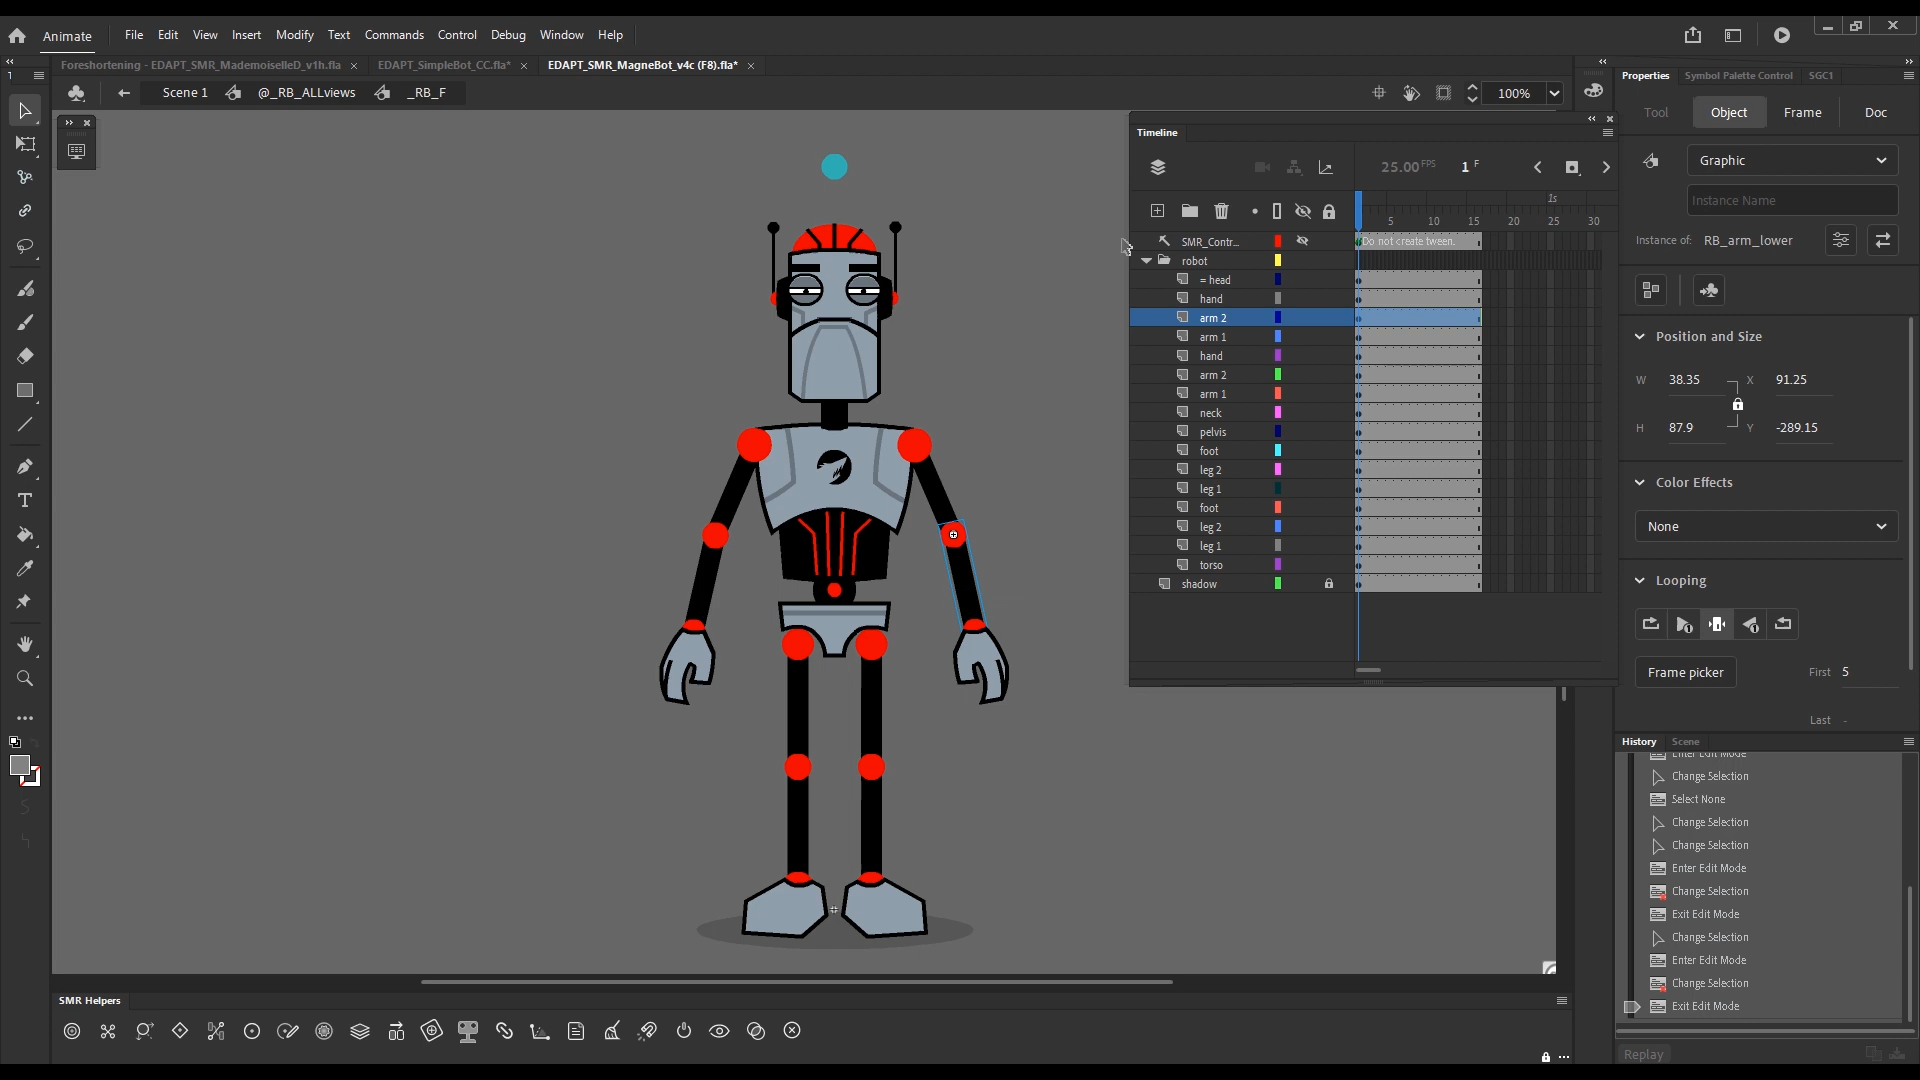 Animate File Edit View Insert Modify Text Commands Control Debug Window Help
Foreshortening - EDAPT_SMR_MademoiselleD_v1h.fla EDAPT_SimpleBot_CC.fla* EDAPT_SMR_MagneBot_v4c (F8).fla*
Scene 1 @_RB_ALLviews _RB_F 100%
Timeline
25.00 FPS 1 F
1s
5 10 15 20 25 30
SMR_Contr... Do not create tween.
robot
= head
hand
arm 2
arm 1
hand
arm 2
arm 1
neck
pelvis
foot
leg 2
leg 1
foot
leg 2
leg 1
torso
shadow
Properties Symbol Palette Control SGC1
Tool Object Frame Doc
Graphic
Instance Name
Instance of: RB_arm_lower
Position and Size
W 38.35 X 91.25
H 87.9 Y -289.15
Color Effects
None
Looping
Frame picker First 5
Last -
History Scene
Enter Edit Mode
Change Selection
Select None
Change Selection
Change Selection
Enter Edit Mode
Change Selection
Exit Edit Mode
Change Selection
Enter Edit Mode
Change Selection
Exit Edit Mode
Replay
SMR Helpers